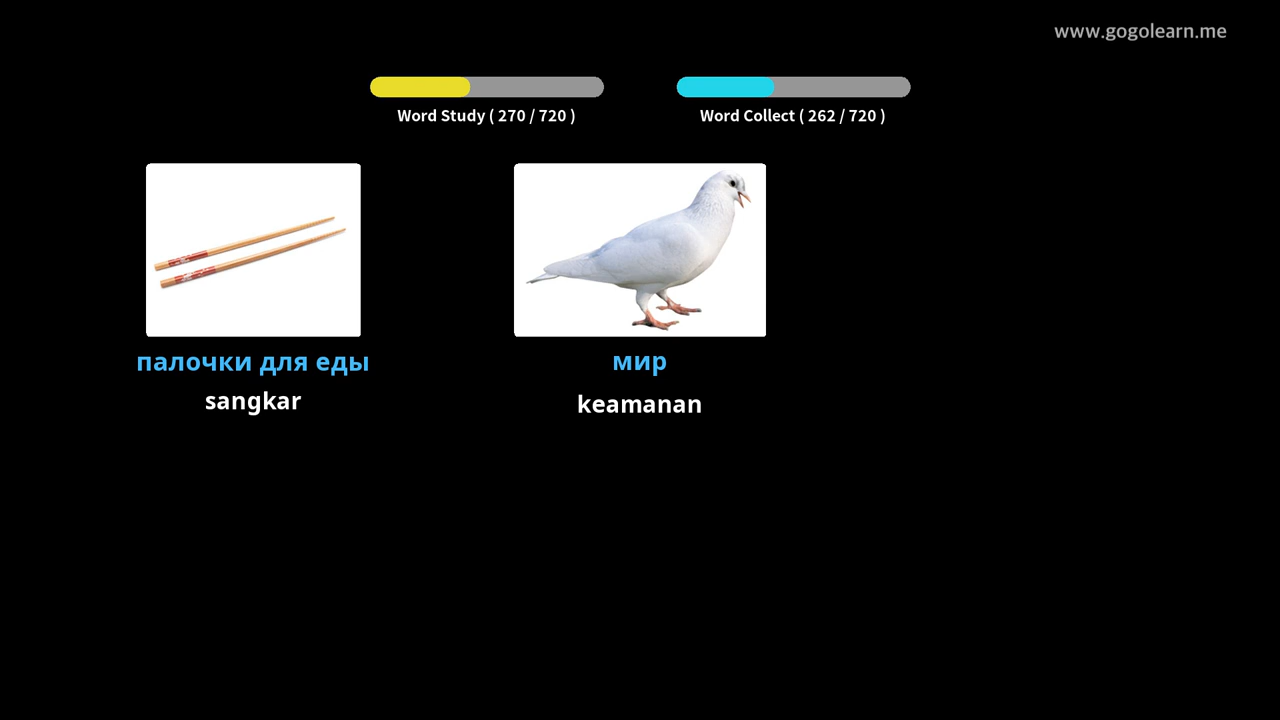 www.gogolearn.me
Word Study ( 270 / 720 )
Word Collect ( 262 / 720 )
палочки для еды
sangkar
мир
keamanan